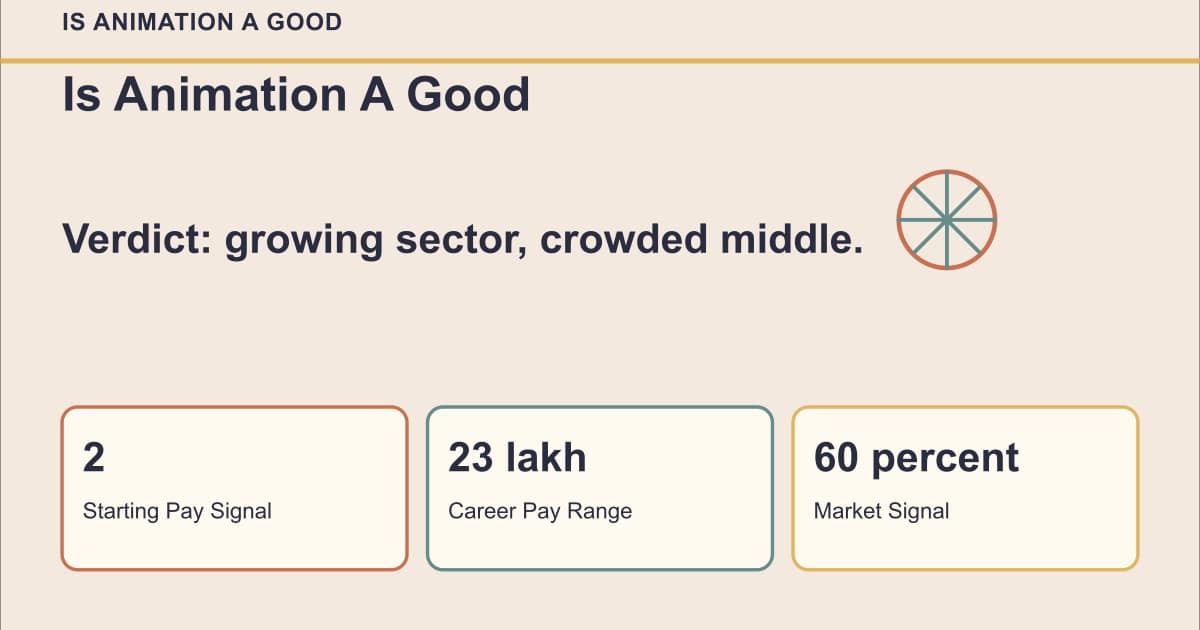 IS ANIMATION A GOOD
Is Animation A Good
Verdict: growing sector, crowded middle.
2
Starting Pay Signal
23 lakh
Career Pay Range
60 percent
Market Signal